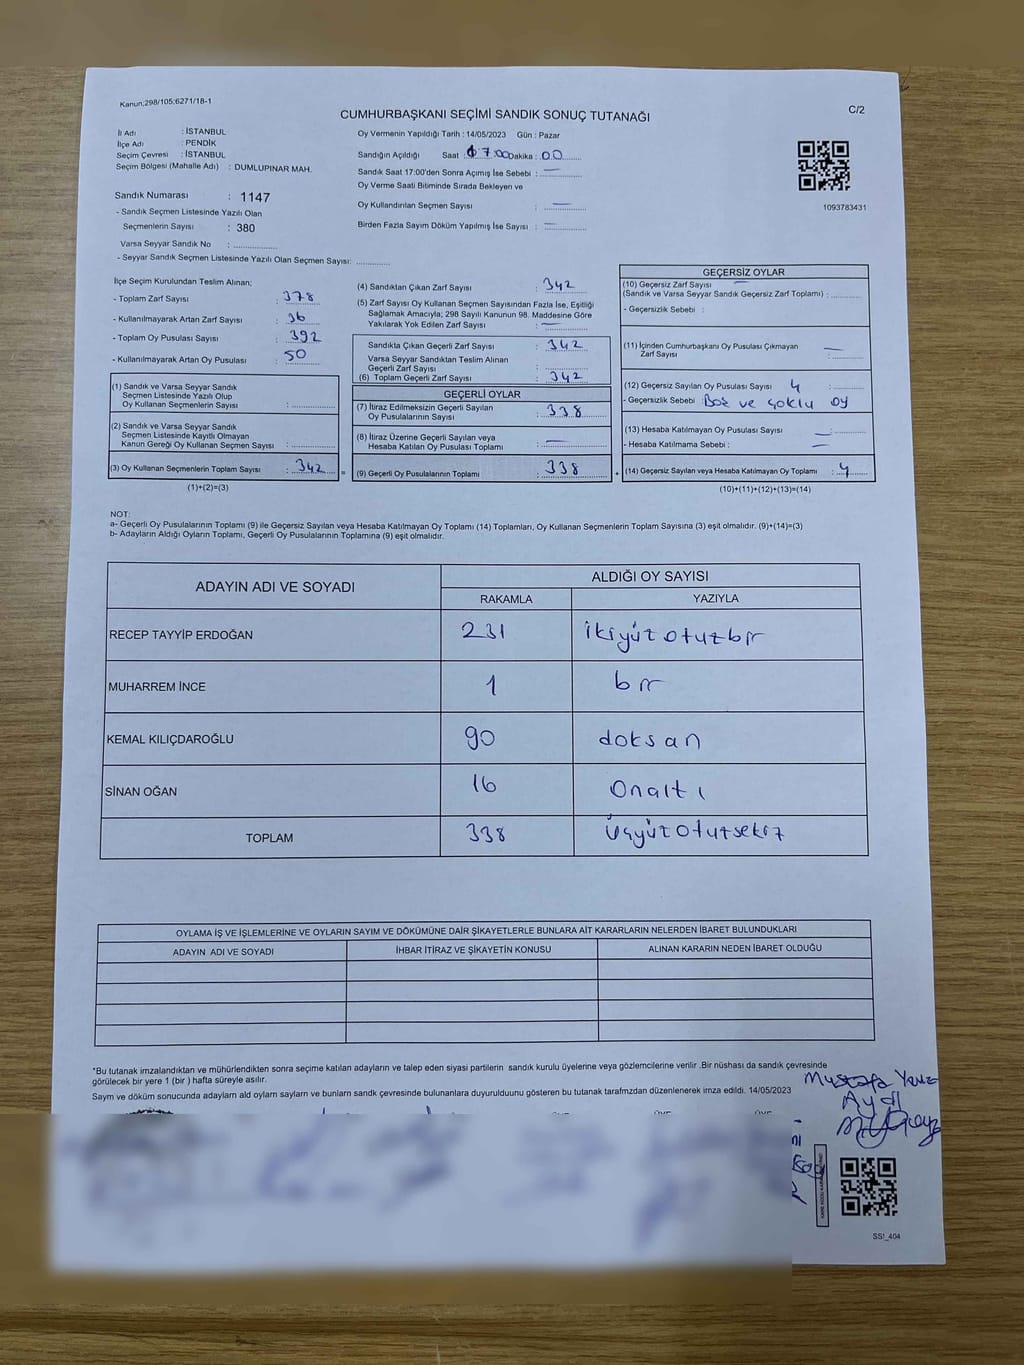 Kanun;298/105;6271/18-1
CUMHURBAŞKANI SEÇİMİ SANDIK SONUÇ TUTANAĞI
C/2
İl Adı : İSTANBUL
İlçe Adı : PENDİK
Seçim Çevresi : İSTANBUL
Seçim Bölgesi (Mahalle Adı) : DUMLUPINAR MAH.
Oy Vermenin Yapıldığı Tarih : 14/05/2023 Gün : Pazar
Sandığın Açıldığı Saat : 17:00 Dakika : 00
Sandık Saat 17:00'den Sonra Açımış İse Sebebi : —
Oy Verme Saati Bitiminde Sırada Bekleyen ve
Oy Kullandırılan Seçmen Sayısı : —
Birden Fazla Sayım Döküm Yapılmış İse Sayısı : —
1093783431
Sandık Numarası : 1147
- Sandık Seçmen Listesinde Yazılı Olan
Seçmenlerin Sayısı : 380
Varsa Seyyar Sandık No :
- Seyyar Sandık Seçmen Listesinde Yazılı Olan Seçmen Sayısı:
İlçe Seçim Kurulundan Teslim Alınan;
- Toplam Zarf Sayısı : 378
- Kullanılmayarak Artan Zarf Sayısı : 36
- Toplam Oy Pusulası Sayısı : 392
- Kullanılmayarak Artan Oy Pusulası : 50
(1) Sandık ve Varsa Seyyar Sandık
Seçmen Listesinde Yazılı Olup
Oy Kullanan Seçmenlerin Sayısı :
(2) Sandık ve Varsa Seyyar Sandık
Seçmen Listesinde Kayıtlı Olmayan
Kanun Gereği Oy Kullanan Seçmen Sayısı :
(3) Oy Kullanan Seçmenlerin Toplam Sayısı : 342
(1)+(2)=(3)
(4) Sandıktan Çıkan Zarf Sayısı : 342
(5) Zarf Sayısı Oy Kullanan Seçmen Sayısından Fazla İse, Eşitliği
Sağlamak Amacıyla; 298 Sayılı Kanunun 98. Maddesine Göre
Yakılarak Yok Edilen Zarf Sayısı : —
Sandıkta Çıkan Geçerli Zarf Sayısı : 342
Varsa Seyyar Sandıktan Teslim Alınan
Geçerli Zarf Sayısı :
(6) Toplam Geçerli Zarf Sayısı : 342
=
GEÇERLİ OYLAR
(7) İtiraz Edilmeksizin Geçerli Sayılan
Oy Pusulalarının Sayısı : 338
(8) İtiraz Üzerine Geçerli Sayılan veya
Hesaba Katılan Oy Pusulası Toplamı : —
(9) Geçerli Oy Pusulalarının Toplamı : 338
+
GEÇERSİZ OYLAR
(10) Geçersiz Zarf Sayısı —
(Sandık ve Varsa Seyyar Sandık Geçersiz Zarf Toplamı) :
- Geçersizlik Sebebi :
(11) İçinden Cumhurbaşkanı Oy Pusulası Çıkmayan
Zarf Sayısı : —
(12) Geçersiz Sayılan Oy Pusulası Sayısı 4 :
- Geçersizlik Sebebi Boş ve çoklu oy
(13) Hesaba Katılmayan Oy Pusulası Sayısı : —
- Hesaba Katılmama Sebebi : —
(14) Geçersiz Sayılan veya Hesaba Katılmayan Oy Toplamı : 4
(10)+(11)+(12)+(13)=(14)
NOT:
a- Geçerli Oy Pusulalarının Toplamı (9) ile Geçersiz Sayılan veya Hesaba Katılmayan Oy Toplamı (14) Toplamları, Oy Kullanan Seçmenlerin Toplam Sayısına (3) eşit olmalıdır. (9)+(14)=(3)
b- Adayların Aldığı Oyların Toplamı, Geçerli Oy Pusulalarının Toplamına (9) eşit olmalıdır.
ADAYIN ADI VE SOYADI
ALDIĞI OY SAYISI
RAKAMLA YAZIYLA
RECEP TAYYİP ERDOĞAN 231 ikiyüzotuzbir
MUHARREM İNCE 1 bir
KEMAL KILIÇDAROĞLU 90 doksan
SİNAN OĞAN 16 Onaltı
TOPLAM 338 Üçyüzotuzsekiz
OYLAMA İŞ VE İŞLEMLERİNE VE OYLARIN SAYIM VE DÖKÜMÜNE DAİR ŞİKAYETLERLE BUNLARA AİT KARARLARIN NELERDEN İBARET BULUNDUKLARI
ADAYIN ADI VE SOYADI İHBAR İTİRAZ VE ŞİKAYETİN KONUSU ALINAN KARARIN NEDEN İBARET OLDUĞU
*Bu tutanak imzalandıktan ve mühürlendikten sonra seçime katılan adayların ve talep eden siyasi partilerin sandık kurulu üyelerine veya gözlemcilerine verilir .Bir nüshası da sandık çevresinde
görülecek bir yere 1 (bir ) hafta süreyle asılır.
Saym ve döküm sonucunda adaylarn ald oylarn saylarn ve bunlarn sandk çevresinde bulunanlara duyurulduunu gösteren bu tutanak tarafmzdan düzenlenerek imza edildi. 14/05/2023
Mustafa
SS!_404